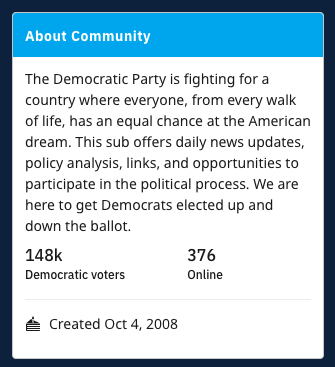 About Community
The Democratic Party is fighting for a
country where everyone, from every walk
of life, has an equal chance at the American
dream. This sub offers daily news updates,
policy analysis, links, and opportunities to
participate in the political process. We are
here to get Democrats elected up and
down the ballot.
148k 376
Democratic voters Online
Created Oct 4, 2008